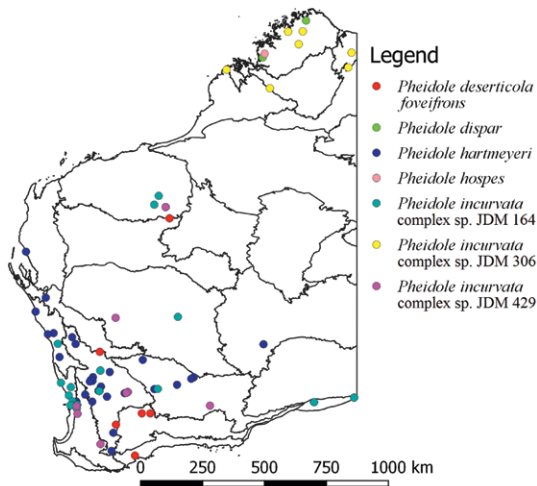 Legend
Pheidole deserticola
foveifrons
Pheidole dispar
Pheidole hartmeyeri
Pheidole hospes
Pheidole incurvata
complex sp. JDM 164
Pheidole incurvata
complex sp. JDM 306
Pheidole incurvata
complex sp. JDM 429
0 250 500 750 1000 km